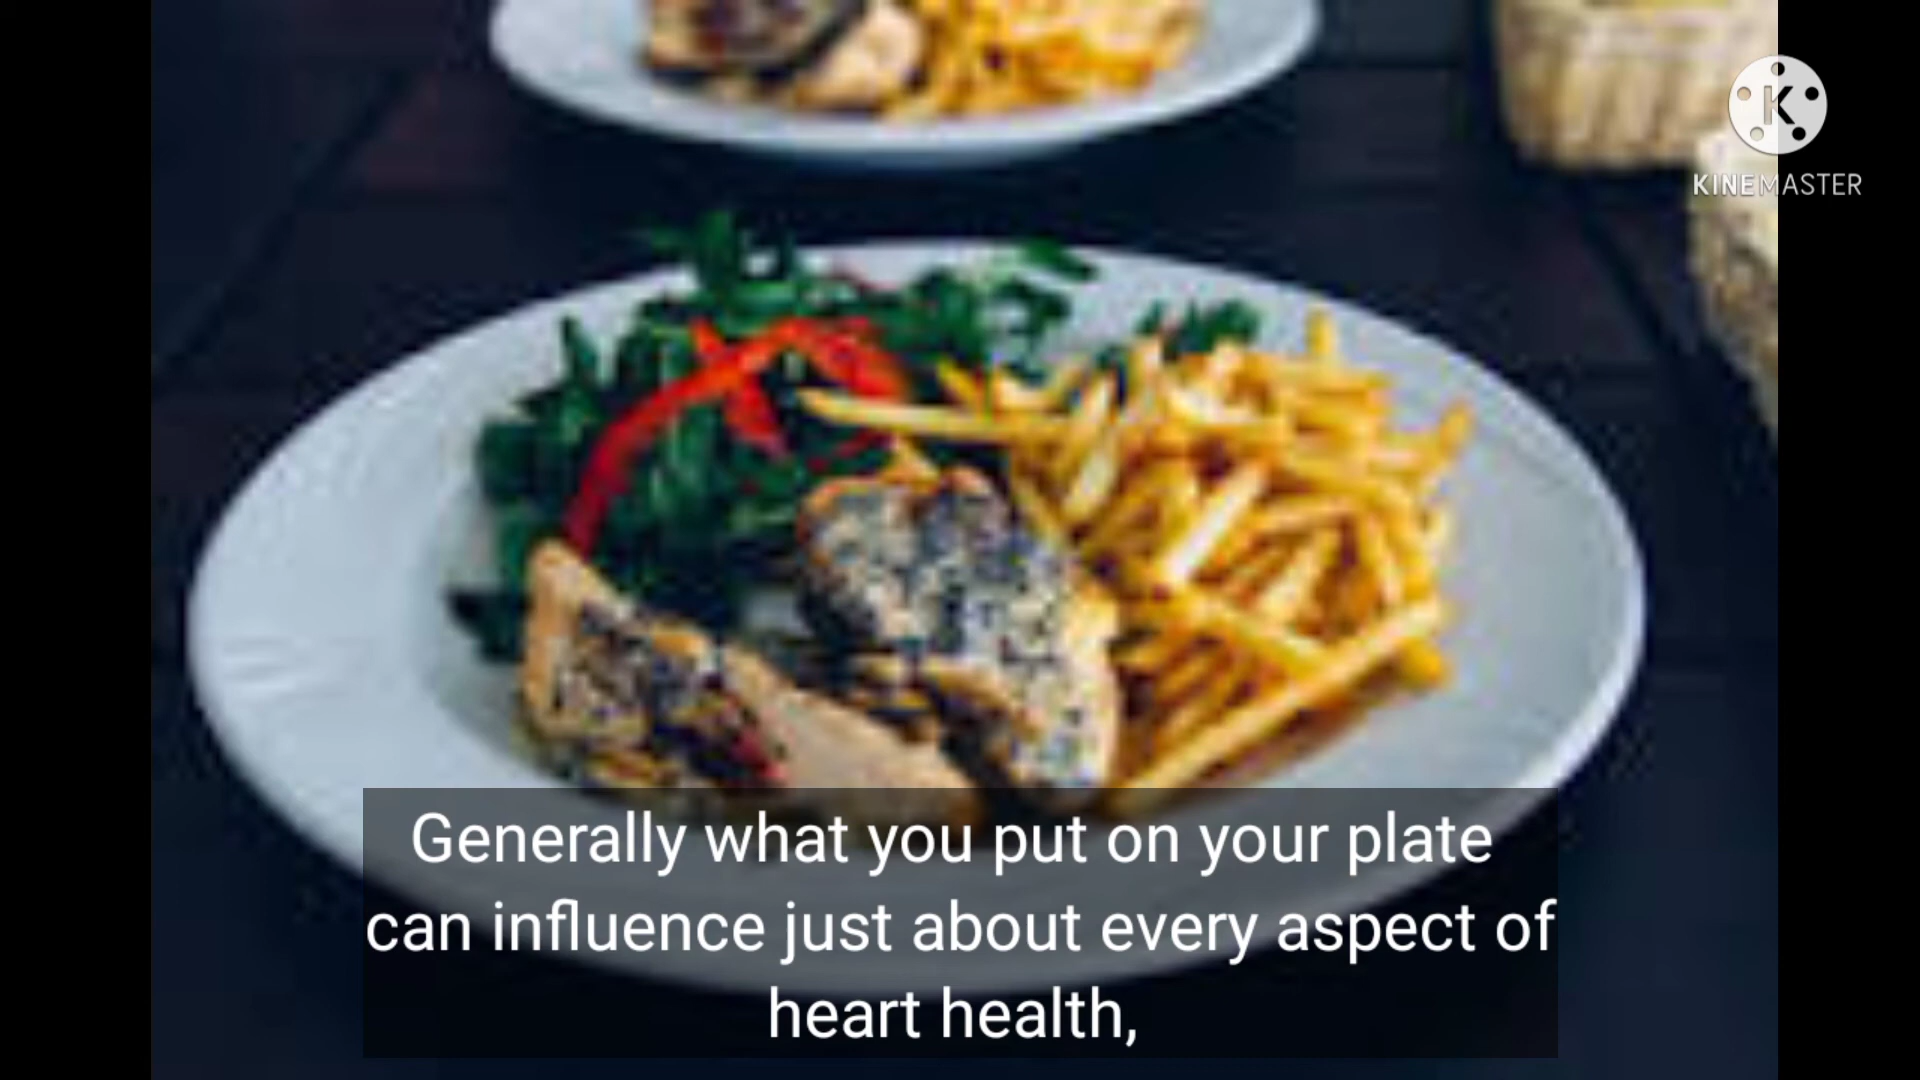 K
KINEMASTER
Generally what you put on your plate
can influence just about every aspect of
heart health,